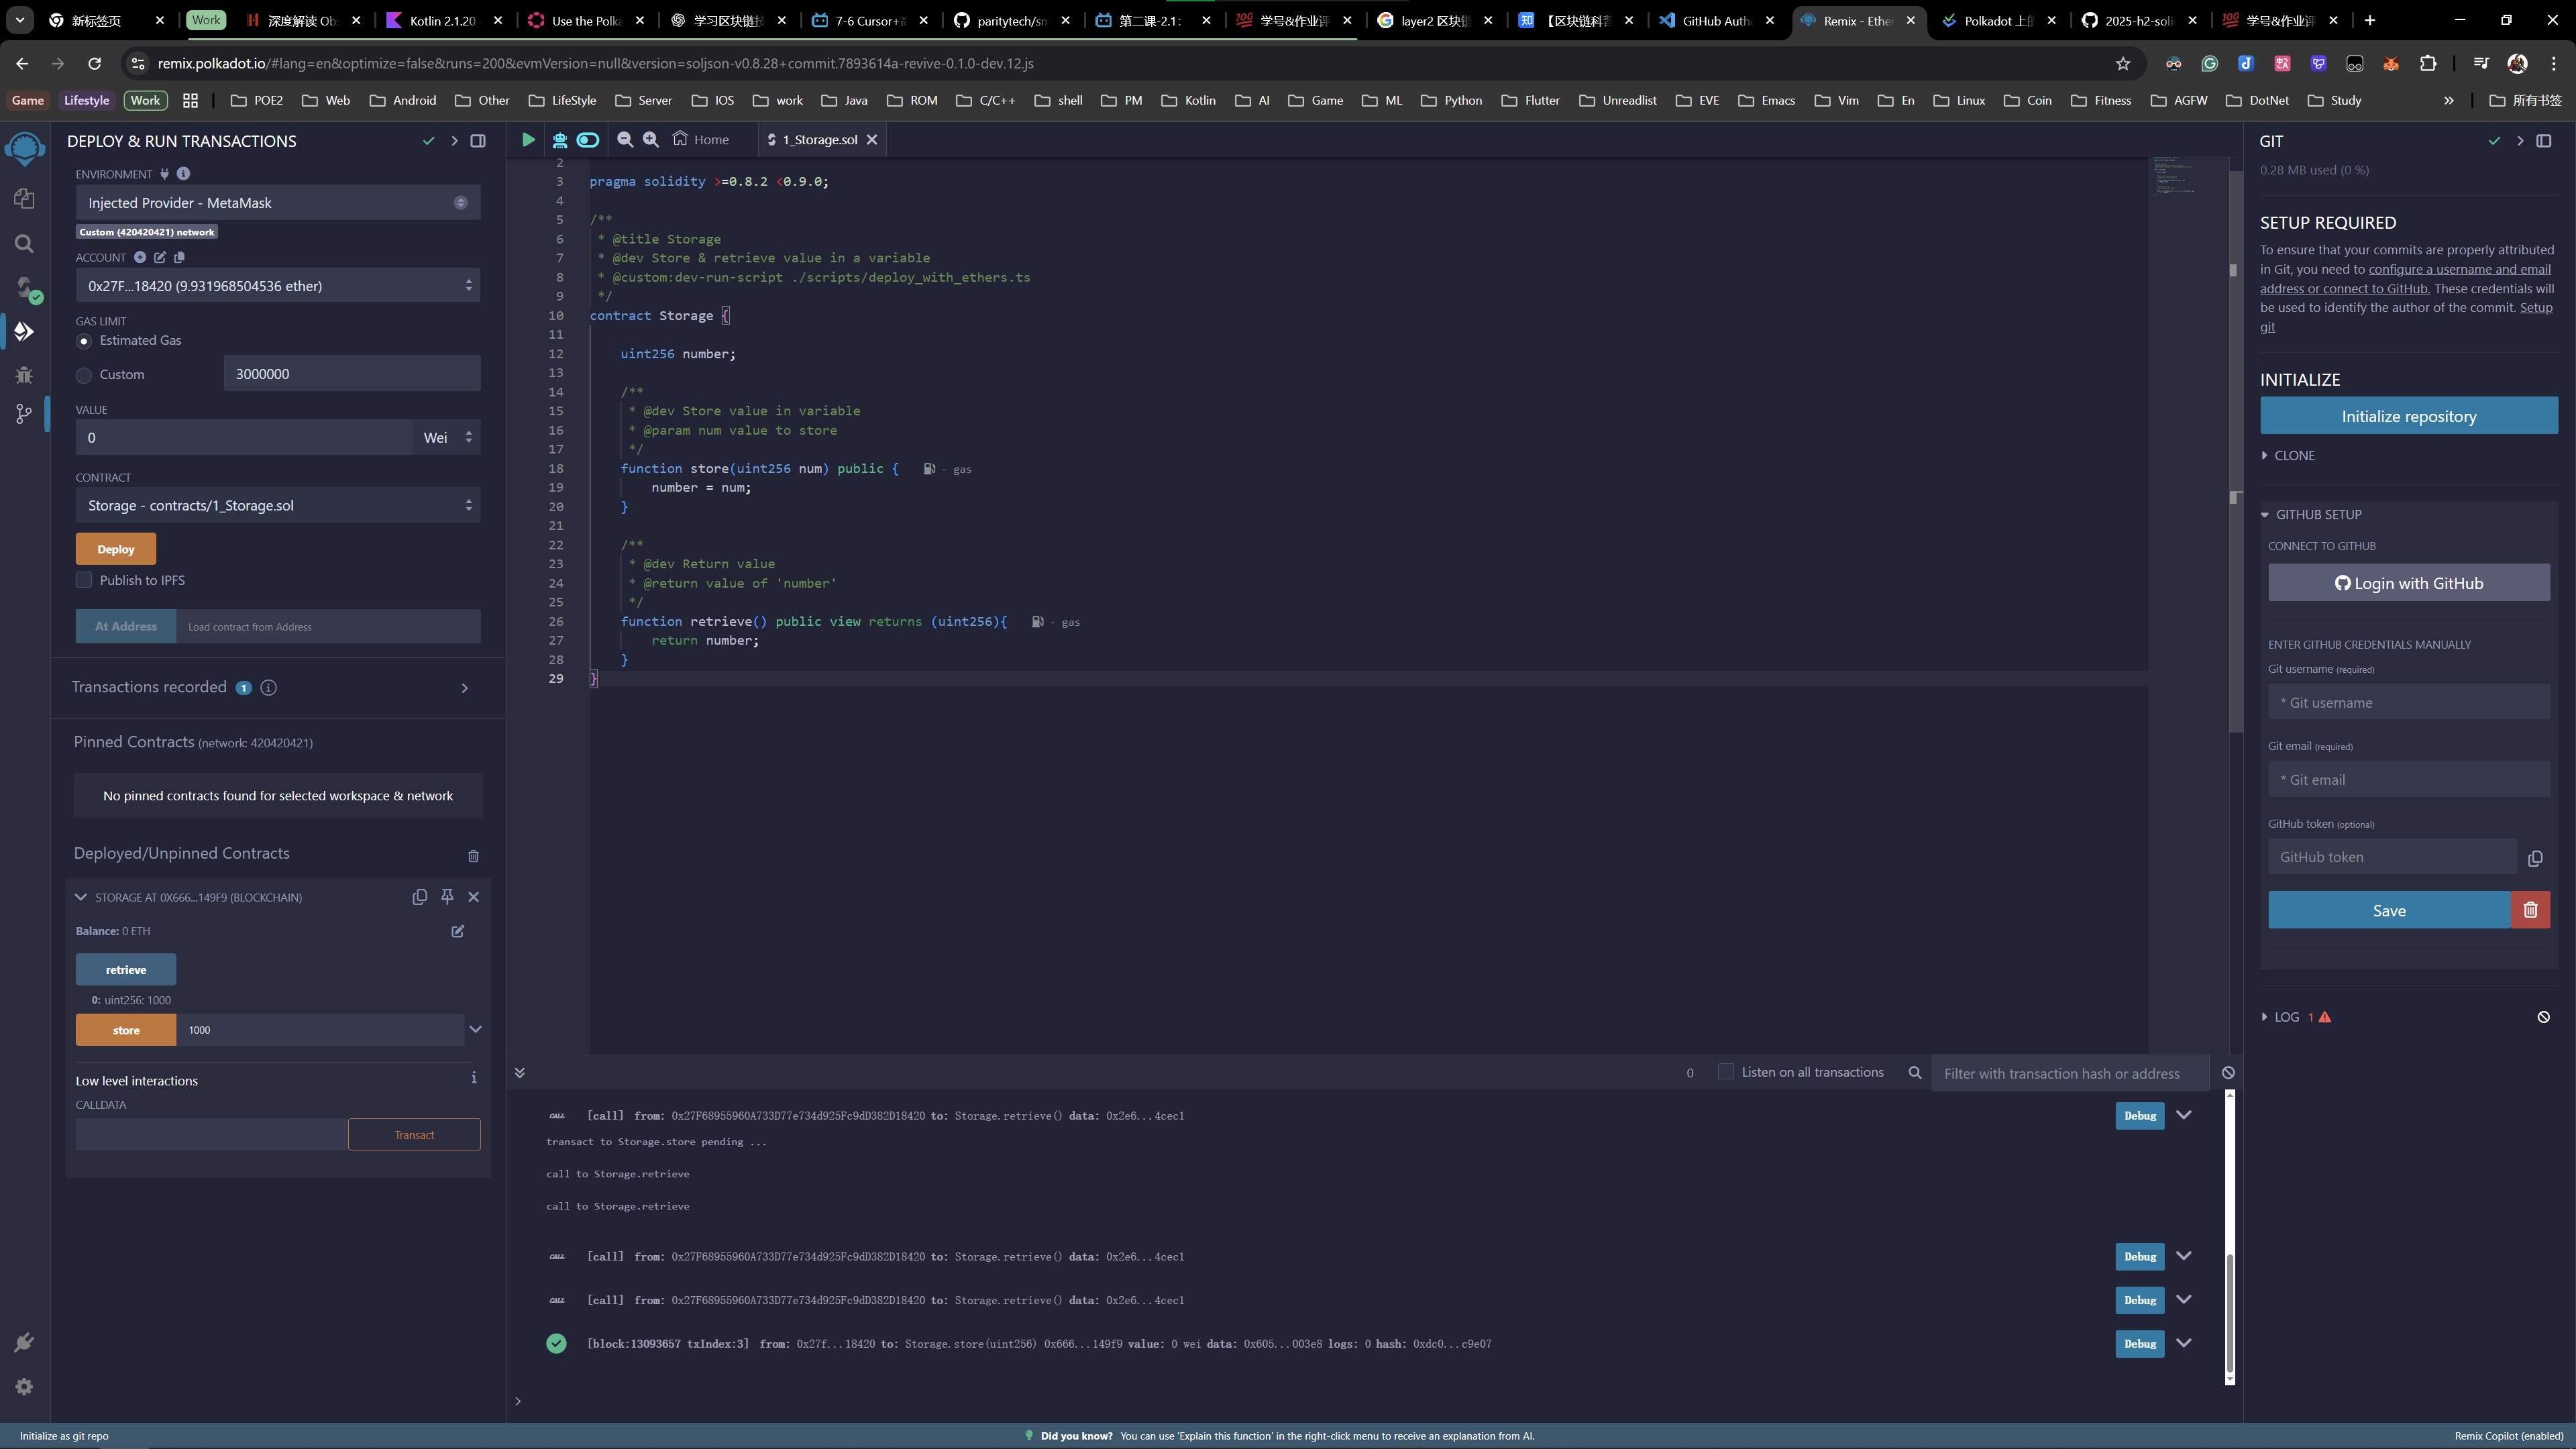 新标签页
Work
深度解读 Obs
Kotlin 2.1.20
Use the Polka
学习区块链技
7-6 Cursor+
paritytech/sm
第二课-2.1:
学号&作业评
layer2 区块链
【区块链科普
GitHub Auth
Remix - Ethe
Polkadot 上的
2025-h2-soli
学号&作业评
remix.polkadot.io/#lang=en&optimize=false&runs=200&evmVersion=null&version=soljson-v0.8.28+commit.7893614a-revive-0.1.0-dev.12.js
Game
Lifestyle
Work
POE2
Web
Android
Other
LifeStyle
Server
IOS
work
Java
ROM
C/C++
shell
PM
Kotlin
AI
Game
ML
Python
Flutter
Unreadlist
EVE
Emacs
Vim
En
Linux
Coin
Fitness
AGFW
DotNet
Study
所有书签
DEPLOY & RUN TRANSACTIONS
ENVIRONMENT
Injected Provider - MetaMask
Custom (420420421) network
ACCOUNT
0x27F...18420 (9.931968504536 ether)
GAS LIMIT
Estimated Gas
Custom
3000000
VALUE
0
Wei
CONTRACT
Storage - contracts/1_Storage.sol
Deploy
Publish to IPFS
At Address
Load contract from Address
Transactions recorded 1
Pinned Contracts (network: 420420421)
No pinned contracts found for selected workspace & network
Deployed/Unpinned Contracts
STORAGE AT 0X666...149F9 (BLOCKCHAIN)
Balance: 0 ETH
retrieve
0: uint256: 1000
store
1000
Low level interactions
CALLDATA
Transact
Home
1_Storage.sol
2
3 pragma solidity >=0.8.2 <0.9.0;
4
5 /**
6 * @title Storage
7 * @dev Store & retrieve value in a variable
8 * @custom:dev-run-script ./scripts/deploy_with_ethers.ts
9 */
10 contract Storage {
11
12 uint256 number;
13
14 /**
15 * @dev Store value in variable
16 * @param num value to store
17 */
18 function store(uint256 num) public { - gas
19 number = num;
20 }
21
22 /**
23 * @dev Return value
24 * @return value of 'number'
25 */
26 function retrieve() public view returns (uint256){ - gas
27 return number;
28 }
29 }
0
Listen on all transactions
Filter with transaction hash or address
CALL [call] from: 0x27F68955960A733D77e734d925Fc9dD382D18420 to: Storage.retrieve() data: 0x2e6...4cec1
Debug
transact to Storage.store pending ...
call to Storage.retrieve
call to Storage.retrieve
CALL [call] from: 0x27F68955960A733D77e734d925Fc9dD382D18420 to: Storage.retrieve() data: 0x2e6...4cec1
Debug
CALL [call] from: 0x27F68955960A733D77e734d925Fc9dD382D18420 to: Storage.retrieve() data: 0x2e6...4cec1
Debug
[block:13093657 txIndex:3] from: 0x27f...18420 to: Storage.store(uint256) 0x666...149f9 value: 0 wei data: 0x605...003e8 logs: 0 hash: 0xdc0...c9e07
Debug
>
GIT
0.28 MB used (0 %)
SETUP REQUIRED
To ensure that your commits are properly attributed
in Git, you need to configure a username and email
address or connect to GitHub. These credentials will
be used to identify the author of the commit. Setup
git
INITIALIZE
Initialize repository
CLONE
GITHUB SETUP
CONNECT TO GITHUB
Login with GitHub
ENTER GITHUB CREDENTIALS MANUALLY
Git username (required)
* Git username
Git email (required)
* Git email
GitHub token (optional)
GitHub token
Save
LOG 1
Initialize as git repo
Did you know? You can use 'Explain this function' in the right-click menu to receive an explanation from AI.
Remix Copilot (enabled)